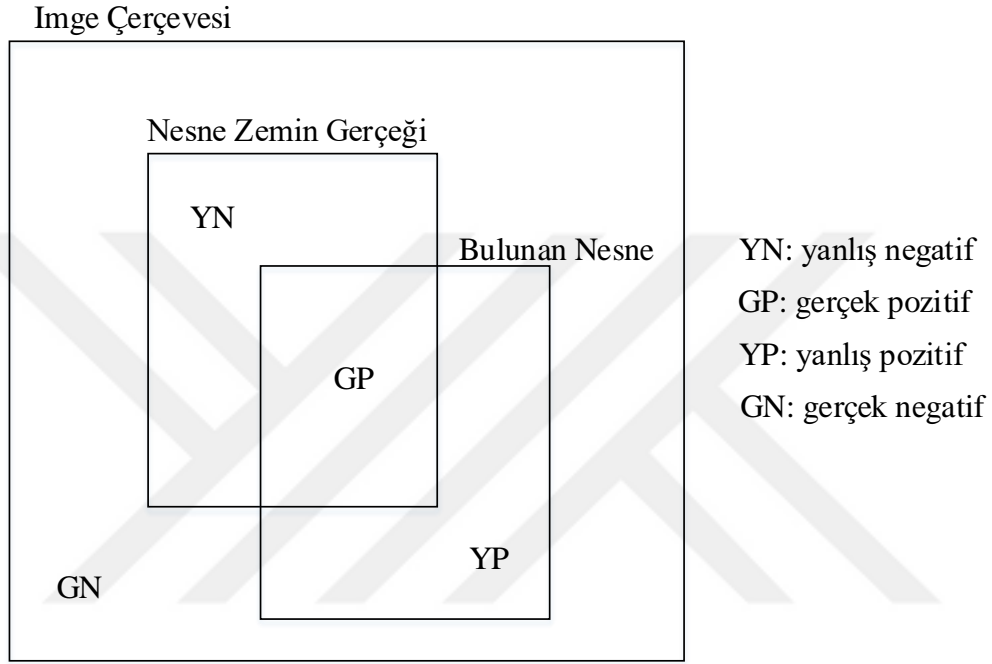 Imge Çerçevesi
Nesne Zemin Gerçeği
YN
Bulunan Nesne
GP
YP
GN
YN: yanlış negatif
GP: gerçek pozitif
YP: yanlış pozitif
GN: gerçek negatif